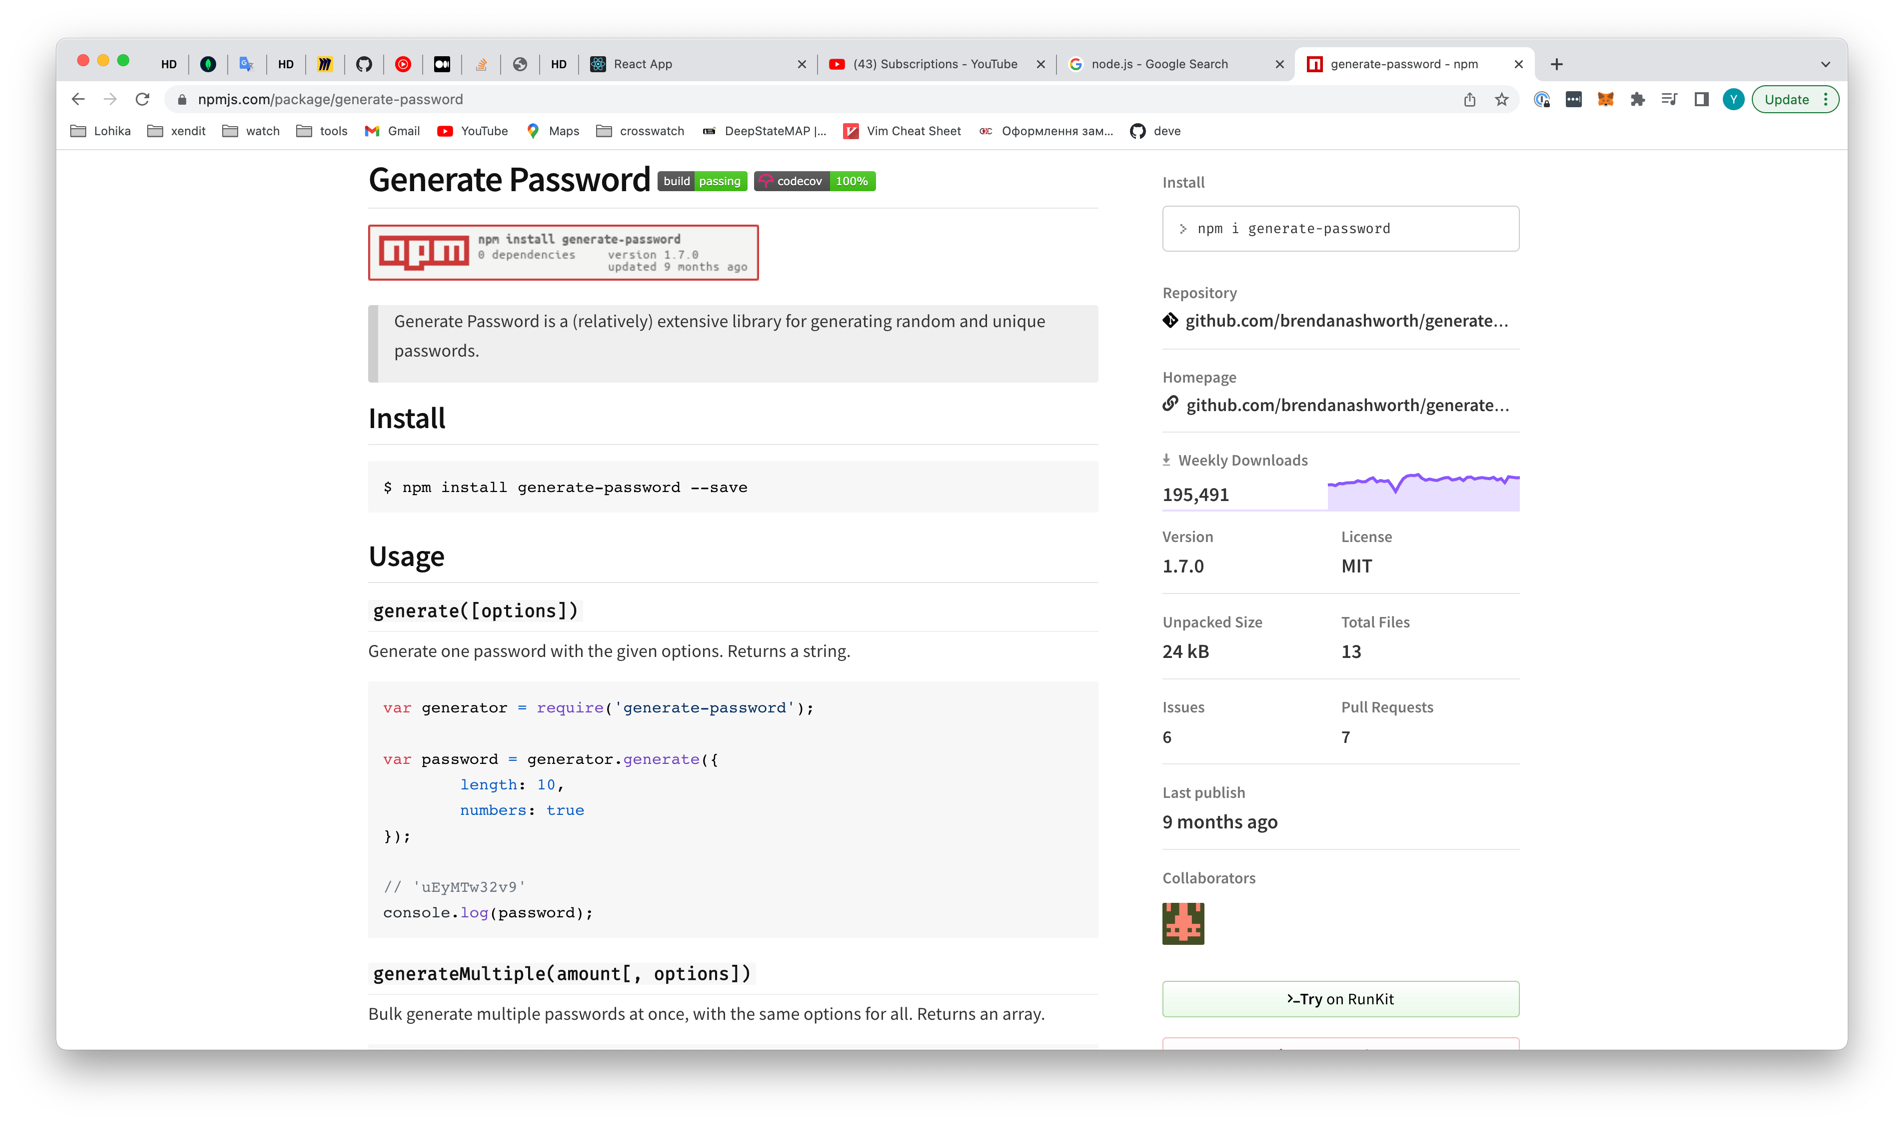 HD
HD
HD
React App
(43) Subscriptions - YouTube
node.js - Google Search
generate-password - npm
npmjs.com/package/generate-password
Y
Update
Lohika
xendit
watch
tools
Gmail
YouTube
Maps
crosswatch
DeepStateMAP |...
Vim Cheat Sheet
Оформлення зам...
deve
Generate Password
build passing
codecov 100%
npm
npm install generate-password
0 dependencies version 1.7.0
updated 9 months ago
Generate Password is a (relatively) extensive library for generating random and unique
passwords.
Install
$ npm install generate-password --save
Usage
generate([options])
Generate one password with the given options. Returns a string.
var generator = require('generate-password');
var password = generator.generate({
length: 10,
numbers: true
});
// 'uEyMTw32v9'
console.log(password);
generateMultiple(amount[, options])
Bulk generate multiple passwords at once, with the same options for all. Returns an array.
Install
> npm i generate-password
Repository
github.com/brendanashworth/generate...
Homepage
github.com/brendanashworth/generate...
Weekly Downloads
195,491
Version
License
1.7.0
MIT
Unpacked Size
Total Files
24 kB
13
Issues
Pull Requests
6
7
Last publish
9 months ago
Collaborators
>-Try on RunKit